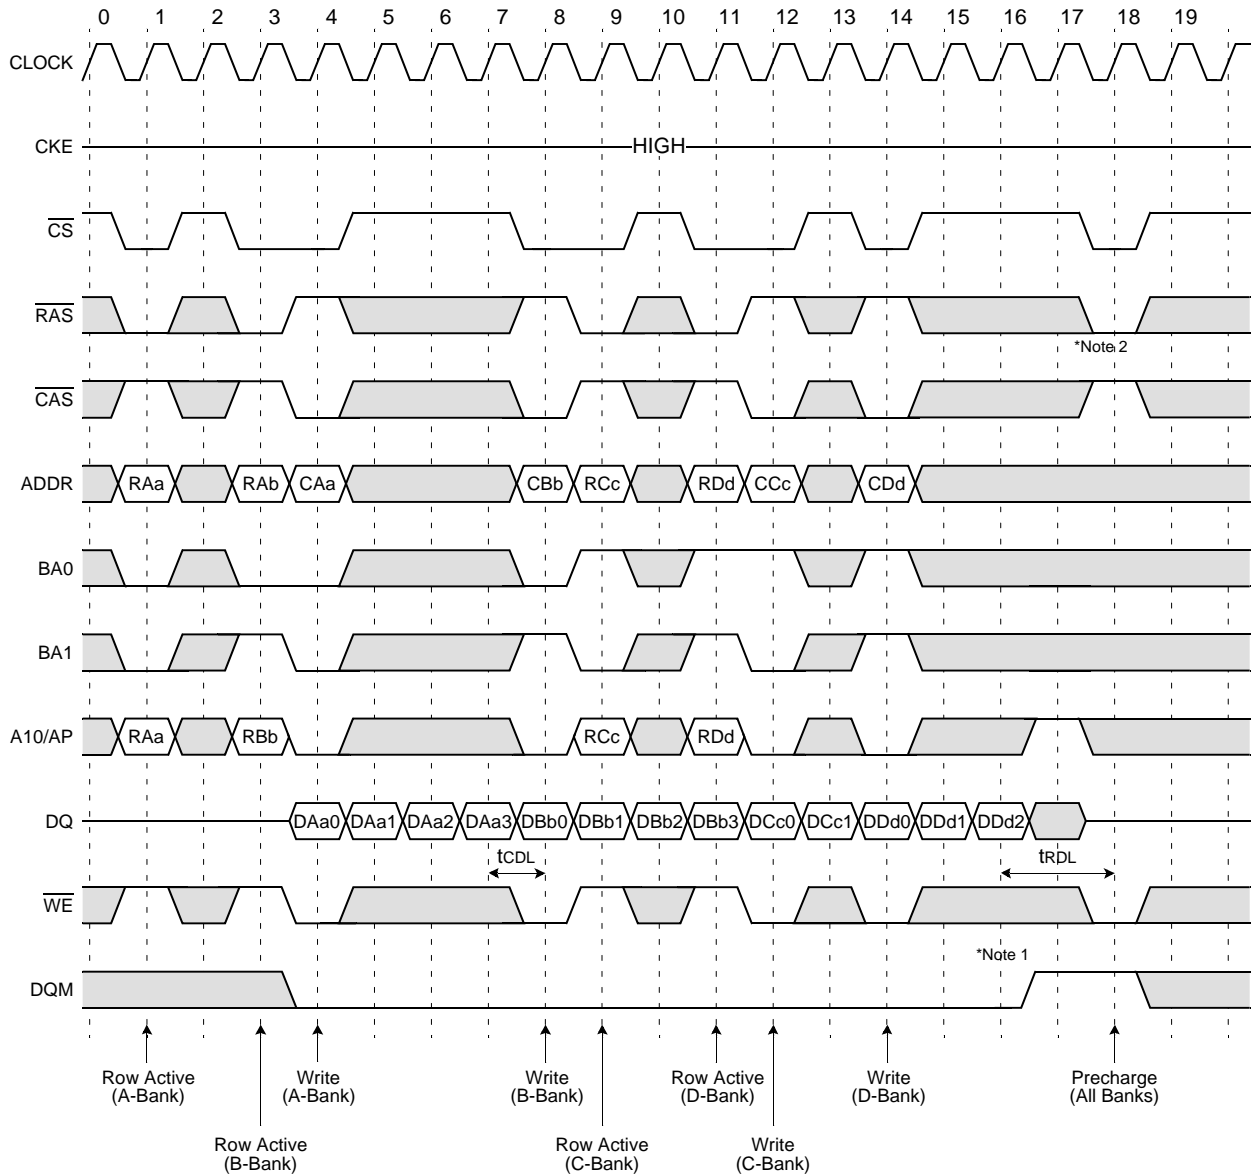 0 1 2 3 4 5 6 7 8 9 10 11 12 13 14 15 16 17 18 19
CLOCK
CKE HIGH
CS
RAS
*Note 2
CAS
ADDR RAa RAb CAa CBb RCc RDd CCc CDd
BA0
BA1
A10/AP RAa RBb RCc RDd
DQ DAa0 DAa1 DAa2 DAa3 DBb0 DBb1 DBb2 DBb3 DCc0 DCc1 DDd0 DDd1 DDd2
tCDL tRDL
WE
*Note 1
DQM
Row Active Write Write Row Active Write Precharge
(A-Bank) (A-Bank) (B-Bank) (D-Bank) (D-Bank) (All Banks)
Row Active Row Active Write
(B-Bank) (C-Bank) (C-Bank)